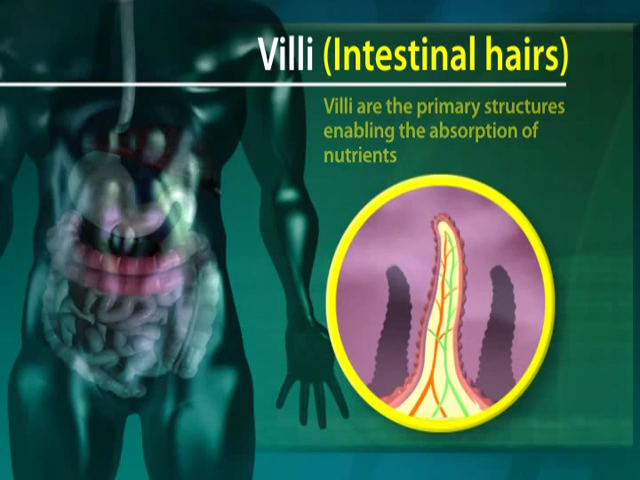 Villi (Intestinal hairs)
Villi are the primary structures
enabling the absorption of
nutrients